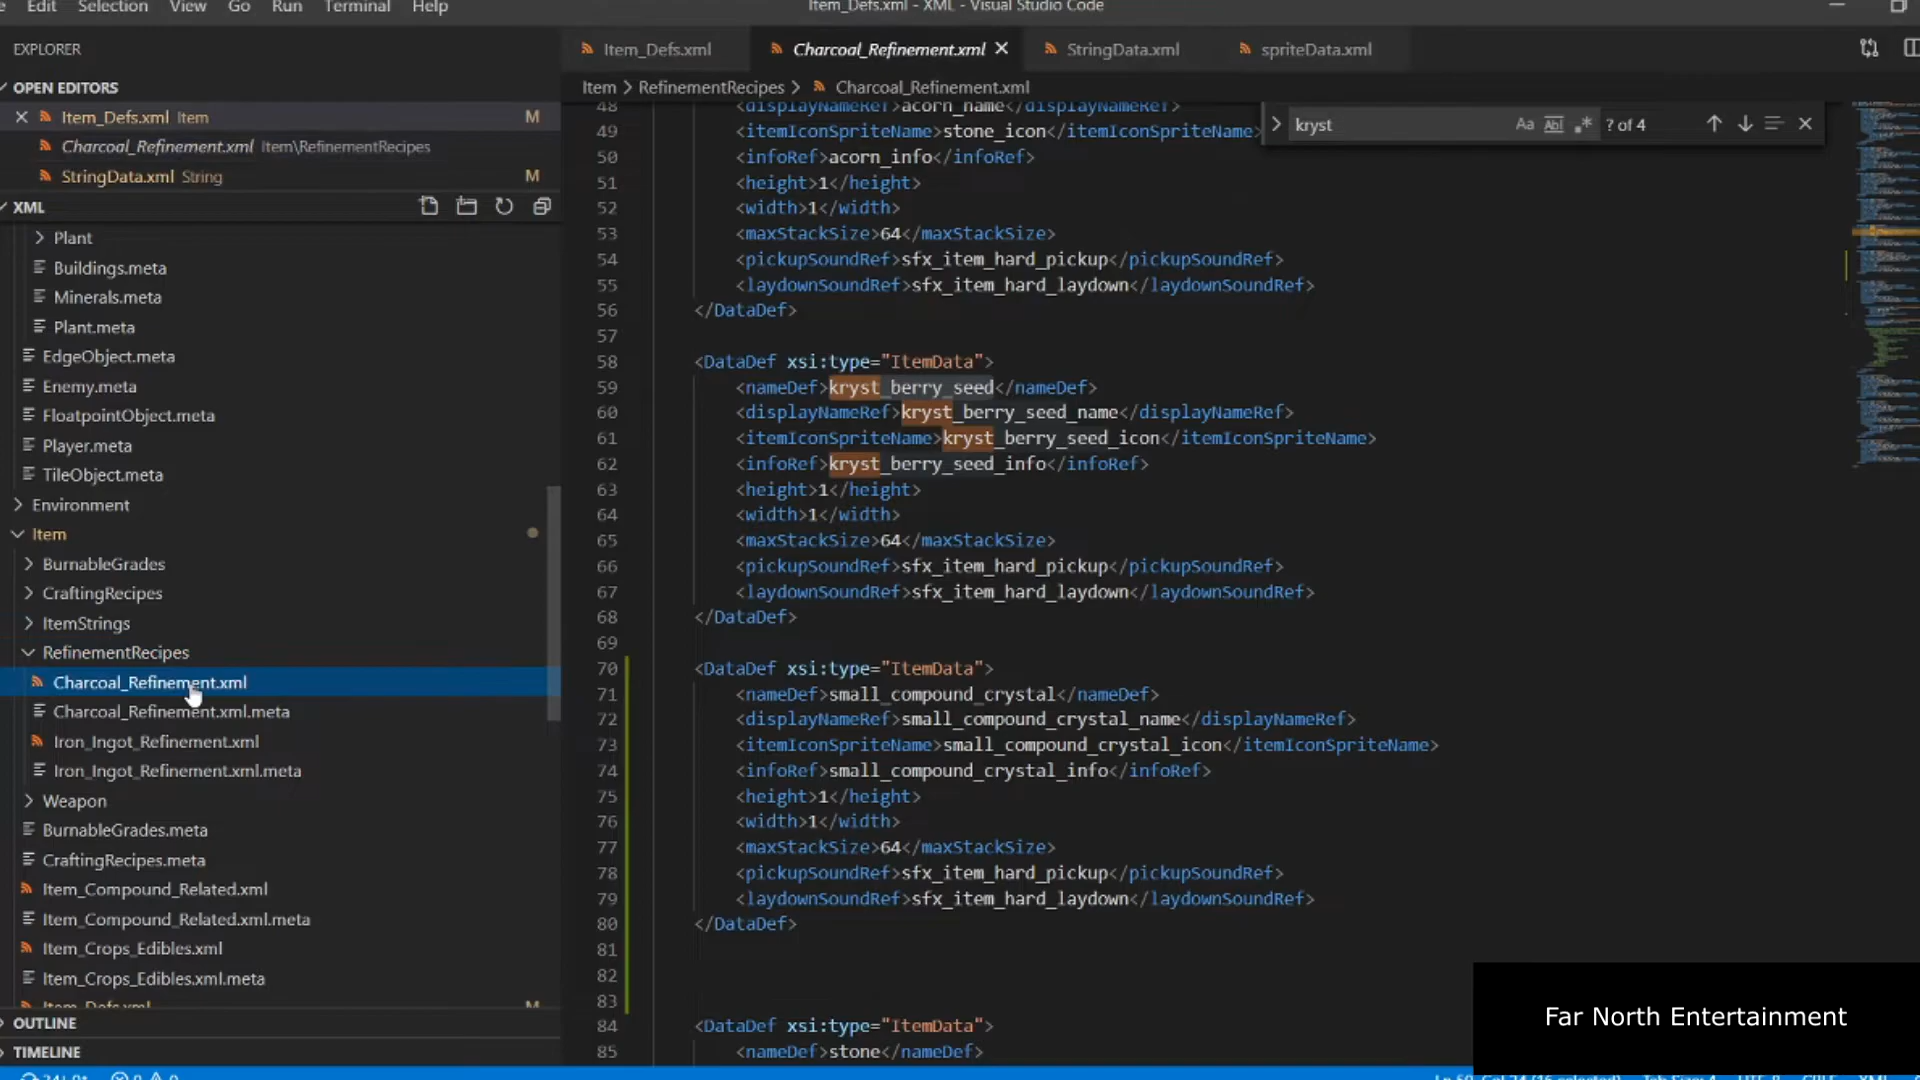 Edit Selection View Go Run Terminal Help
Item_Defs.xml - XML - Visual Studio Code
EXPLORER
OPEN EDITORS
Item_Defs.xml Item M
Charcoal_Refinement.xml Item\RefinementRecipes
StringData.xml String M
XML
Plant
Buildings.meta
Minerals.meta
Plant.meta
EdgeObject.meta
Enemy.meta
FloatpointObject.meta
Player.meta
TileObject.meta
Environment
Item
BurnableGrades
CraftingRecipes
ItemStrings
RefinementRecipes
Charcoal_Refinement.xml
Charcoal_Refinement.xml.meta
Iron_Ingot_Refinement.xml
Iron_Ingot_Refinement.xml.meta
Weapon
BurnableGrades.meta
CraftingRecipes.meta
Item_Compound_Related.xml
Item_Compound_Related.xml.meta
Item_Crops_Edibles.xml
Item_Crops_Edibles.xml.meta
Item_Defs.xml M
OUTLINE
TIMELINE
Item_Defs.xml Charcoal_Refinement.xml StringData.xml spriteData.xml
Item > RefinementRecipes > Charcoal_Refinement.xml
kryst Aa Abl .* ? of 4
48 <displayNameRef>acorn_name</displayNameRef>
49 <itemIconSpriteName>stone_icon</itemIconSpriteName>
50 <infoRef>acorn_info</infoRef>
51 <height>1</height>
52 <width>1</width>
53 <maxStackSize>64</maxStackSize>
54 <pickupSoundRef>sfx_item_hard_pickup</pickupSoundRef>
55 <laydownSoundRef>sfx_item_hard_laydown</laydownSoundRef>
56 </DataDef>
57
58 <DataDef xsi:type="ItemData">
59 <nameDef>kryst_berry_seed</nameDef>
60 <displayNameRef>kryst_berry_seed_name</displayNameRef>
61 <itemIconSpriteName>kryst_berry_seed_icon</itemIconSpriteName>
62 <infoRef>kryst_berry_seed_info</infoRef>
63 <height>1</height>
64 <width>1</width>
65 <maxStackSize>64</maxStackSize>
66 <pickupSoundRef>sfx_item_hard_pickup</pickupSoundRef>
67 <laydownSoundRef>sfx_item_hard_laydown</laydownSoundRef>
68 </DataDef>
69
70 <DataDef xsi:type="ItemData">
71 <nameDef>small_compound_crystal</nameDef>
72 <displayNameRef>small_compound_crystal_name</displayNameRef>
73 <itemIconSpriteName>small_compound_crystal_icon</itemIconSpriteName>
74 <infoRef>small_compound_crystal_info</infoRef>
75 <height>1</height>
76 <width>1</width>
77 <maxStackSize>64</maxStackSize>
78 <pickupSoundRef>sfx_item_hard_pickup</pickupSoundRef>
79 <laydownSoundRef>sfx_item_hard_laydown</laydownSoundRef>
80 </DataDef>
81
82
83
84 <DataDef xsi:type="ItemData">
85 <nameDef>stone</nameDef>
Far North Entertainment